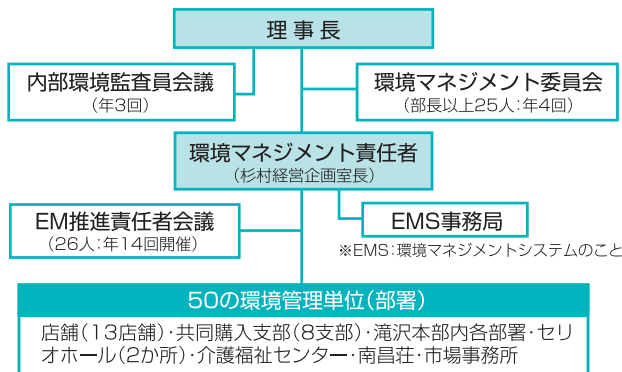 理事長
内部環境監査員会議
（年3回）
環境マネジメント委員会
（部長以上25人：年4回）
環境マネジメント責任者
（杉村経営企画室長）
EM推進責任者会議
（26人：年14回開催）
EMS事務局
※EMS：環境マネジメントシステムのこと
50の環境管理単位（部署）
店舗（13店舗）・共同購入支部（8支部）・滝沢本部内各部署・セリ
オホール（2か所）・介護福祉センター・南昌荘・市場事務所